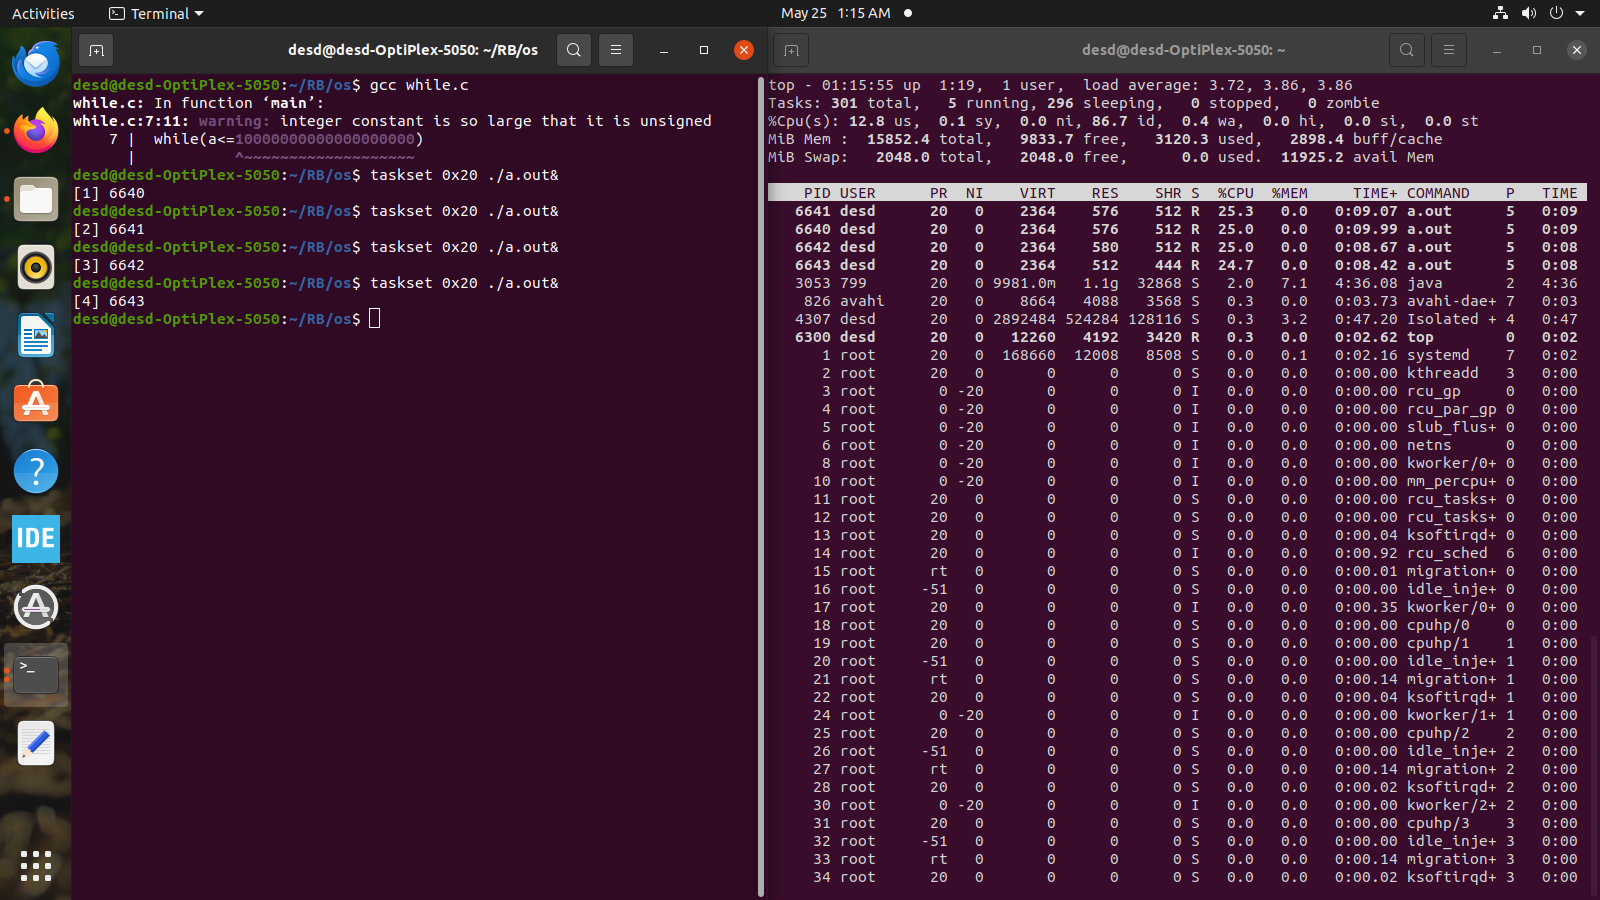 Activities Terminal May 25 1:15 AM
desd@desd-OptiPlex-5050: ~/RB/os
desd@desd-OptiPlex-5050:~/RB/os$ gcc while.c
while.c: In function ‘main’:
while.c:7:11: warning: integer constant is so large that it is unsigned
7 | while(a<=10000000000000000000)
| ^~~~~~~~~~~~~~~~~~~~
desd@desd-OptiPlex-5050:~/RB/os$ taskset 0x20 ./a.out&
[1] 6640
desd@desd-OptiPlex-5050:~/RB/os$ taskset 0x20 ./a.out&
[2] 6641
desd@desd-OptiPlex-5050:~/RB/os$ taskset 0x20 ./a.out&
[3] 6642
desd@desd-OptiPlex-5050:~/RB/os$ taskset 0x20 ./a.out&
[4] 6643
desd@desd-OptiPlex-5050:~/RB/os$
IDE
>_
desd@desd-OptiPlex-5050: ~
top - 01:15:55 up 1:19, 1 user, load average: 3.72, 3.86, 3.86
Tasks: 301 total, 5 running, 296 sleeping, 0 stopped, 0 zombie
%Cpu(s): 12.8 us, 0.1 sy, 0.0 ni, 86.7 id, 0.4 wa, 0.0 hi, 0.0 si, 0.0 st
MiB Mem : 15852.4 total, 9833.7 free, 3120.3 used, 2898.4 buff/cache
MiB Swap: 2048.0 total, 2048.0 free, 0.0 used. 11925.2 avail Mem
PID USER PR NI VIRT RES SHR S %CPU %MEM TIME+ COMMAND P TIME
6641 desd 20 0 2364 576 512 R 25.3 0.0 0:09.07 a.out 5 0:09
6640 desd 20 0 2364 576 512 R 25.0 0.0 0:09.99 a.out 5 0:09
6642 desd 20 0 2364 580 512 R 25.0 0.0 0:08.67 a.out 5 0:08
6643 desd 20 0 2364 512 444 R 24.7 0.0 0:08.42 a.out 5 0:08
3053 799 20 0 9981.0m 1.1g 32868 S 2.0 7.1 4:36.08 java 2 4:36
826 avahi 20 0 8664 4088 3568 S 0.3 0.0 0:03.73 avahi-dae+ 7 0:03
4307 desd 20 0 2892484 524284 128116 S 0.3 3.2 0:47.20 Isolated + 4 0:47
6300 desd 20 0 12260 4192 3420 R 0.3 0.0 0:02.62 top 0 0:02
1 root 20 0 168660 12008 8508 S 0.0 0.1 0:02.16 systemd 7 0:02
2 root 20 0 0 0 0 S 0.0 0.0 0:00.00 kthreadd 3 0:00
3 root 0 -20 0 0 0 I 0.0 0.0 0:00.00 rcu_gp 0 0:00
4 root 0 -20 0 0 0 I 0.0 0.0 0:00.00 rcu_par_gp 0 0:00
5 root 0 -20 0 0 0 I 0.0 0.0 0:00.00 slub_flus+ 0 0:00
6 root 0 -20 0 0 0 I 0.0 0.0 0:00.00 netns 0 0:00
8 root 0 -20 0 0 0 I 0.0 0.0 0:00.00 kworker/0+ 0 0:00
10 root 0 -20 0 0 0 I 0.0 0.0 0:00.00 mm_percpu+ 0 0:00
11 root 20 0 0 0 0 S 0.0 0.0 0:00.00 rcu_tasks+ 0 0:00
12 root 20 0 0 0 0 S 0.0 0.0 0:00.00 rcu_tasks+ 0 0:00
13 root 20 0 0 0 0 S 0.0 0.0 0:00.04 ksoftirqd+ 0 0:00
14 root 20 0 0 0 0 I 0.0 0.0 0:00.92 rcu_sched 6 0:00
15 root rt 0 0 0 0 S 0.0 0.0 0:00.01 migration+ 0 0:00
16 root -51 0 0 0 0 S 0.0 0.0 0:00.00 idle_inje+ 0 0:00
17 root 20 0 0 0 0 I 0.0 0.0 0:00.35 kworker/0+ 0 0:00
18 root 20 0 0 0 0 S 0.0 0.0 0:00.00 cpuhp/0 0 0:00
19 root 20 0 0 0 0 S 0.0 0.0 0:00.00 cpuhp/1 1 0:00
20 root -51 0 0 0 0 S 0.0 0.0 0:00.00 idle_inje+ 1 0:00
21 root rt 0 0 0 0 S 0.0 0.0 0:00.14 migration+ 1 0:00
22 root 20 0 0 0 0 S 0.0 0.0 0:00.04 ksoftirqd+ 1 0:00
24 root 0 -20 0 0 0 I 0.0 0.0 0:00.00 kworker/1+ 1 0:00
25 root 20 0 0 0 0 S 0.0 0.0 0:00.00 cpuhp/2 2 0:00
26 root -51 0 0 0 0 S 0.0 0.0 0:00.00 idle_inje+ 2 0:00
27 root rt 0 0 0 0 S 0.0 0.0 0:00.14 migration+ 2 0:00
28 root 20 0 0 0 0 S 0.0 0.0 0:00.02 ksoftirqd+ 2 0:00
30 root 0 -20 0 0 0 I 0.0 0.0 0:00.00 kworker/2+ 2 0:00
31 root 20 0 0 0 0 S 0.0 0.0 0:00.00 cpuhp/3 3 0:00
32 root -51 0 0 0 0 S 0.0 0.0 0:00.00 idle_inje+ 3 0:00
33 root rt 0 0 0 0 S 0.0 0.0 0:00.14 migration+ 3 0:00
34 root 20 0 0 0 0 S 0.0 0.0 0:00.02 ksoftirqd+ 3 0:00